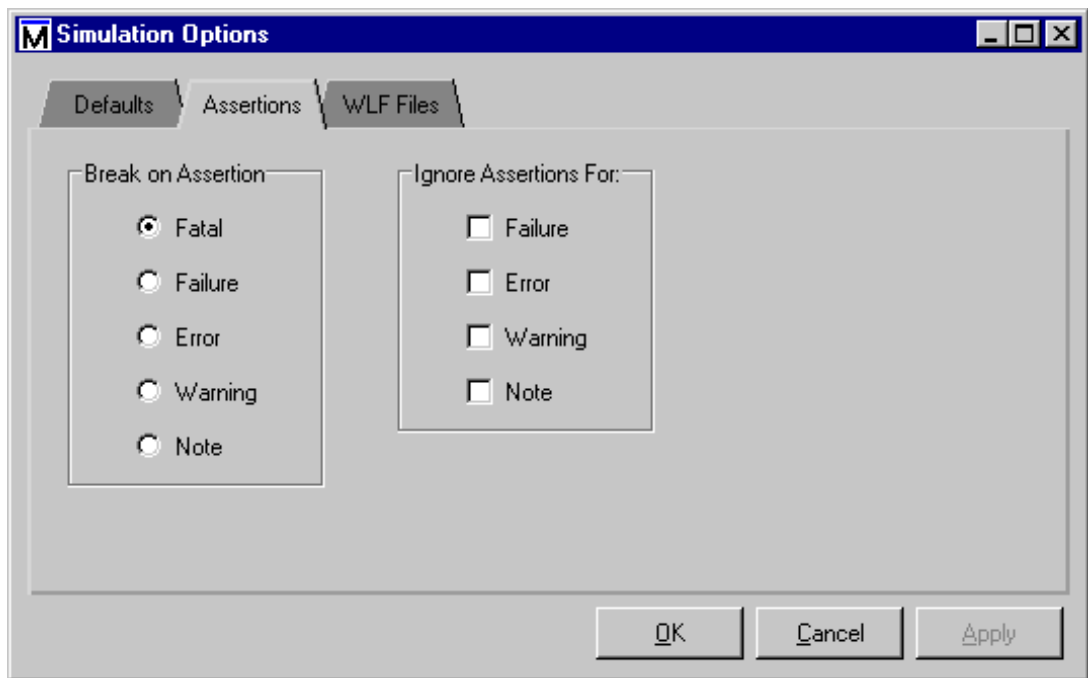 M Simulation Options
Defaults Assertions WLF Files
Break on Assertion
Fatal
Failure
Error
Warning
Note
Ignore Assertions For:
Failure
Error
Warning
Note
OK Cancel Apply